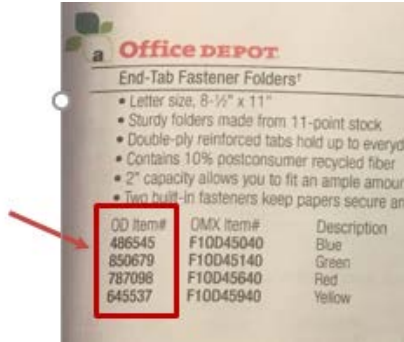 a Office DEPOT
End-Tab Fastener Folders†
• Letter size, 8-½" x 11"
• Sturdy folders made from 11-point stock
• Double-ply reinforced tabs hold up to everyd
• Contains 10% postconsumer recycled fiber
• 2" capacity allows you to fit an ample amour
• Two built-in fasteners keep papers secure an
OD Item# OMX Item# Description
486545 F10D45040 Blue
850679 F10D45140 Green
787098 F10D45640 Red
645537 F10D45940 Yellow